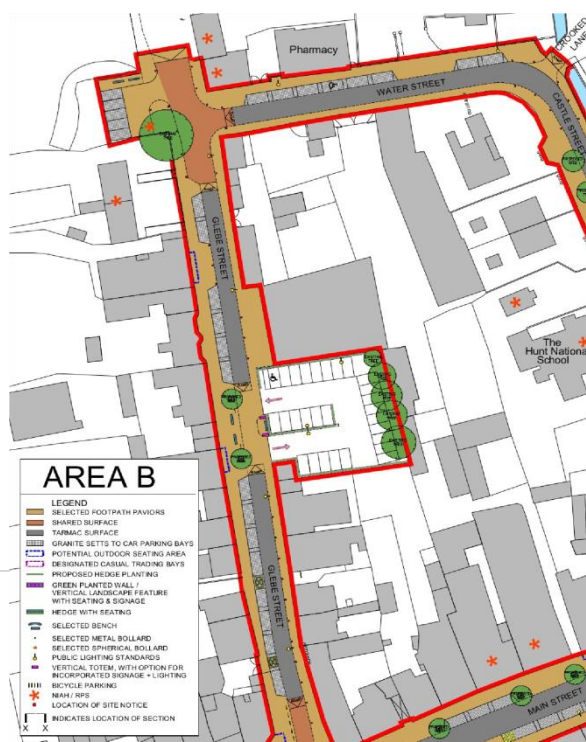 Pharmacy
CROOKED
LANE
WATER STREET
CASTLE STREET
GLEBE STREET
The
Hunt National
School
GLEBE STREET
MAIN STREET
AREA B
LEGEND
SELECTED FOOTPATH PAVIORS
SHARED SURFACE
TARMAC SURFACE
GRANITE SETTS TO CAR PARKING BAYS
POTENTIAL OUTDOOR SEATING AREA
DESIGNATED CASUAL TRADING BAYS
PROPOSED HEDGE PLANTING
GREEN PLANTED WALL /
VERTICAL LANDSCAPE FEATURE
WITH SEATING & SIGNAGE
HEDGE WITH SEATING
SELECTED BENCH
SELECTED METAL BOLLARD
SELECTED SPHERICAL BOLLARD
PUBLIC LIGHTING STANDARDS
VERTICAL TOTEM, WITH OPTION FOR
INCORPORATED SIGNAGE + LIGHTING
BICYCLE PARKING
NIAH / RPS
LOCATION OF SITE NOTICE
INDICATES LOCATION OF SECTION
X X